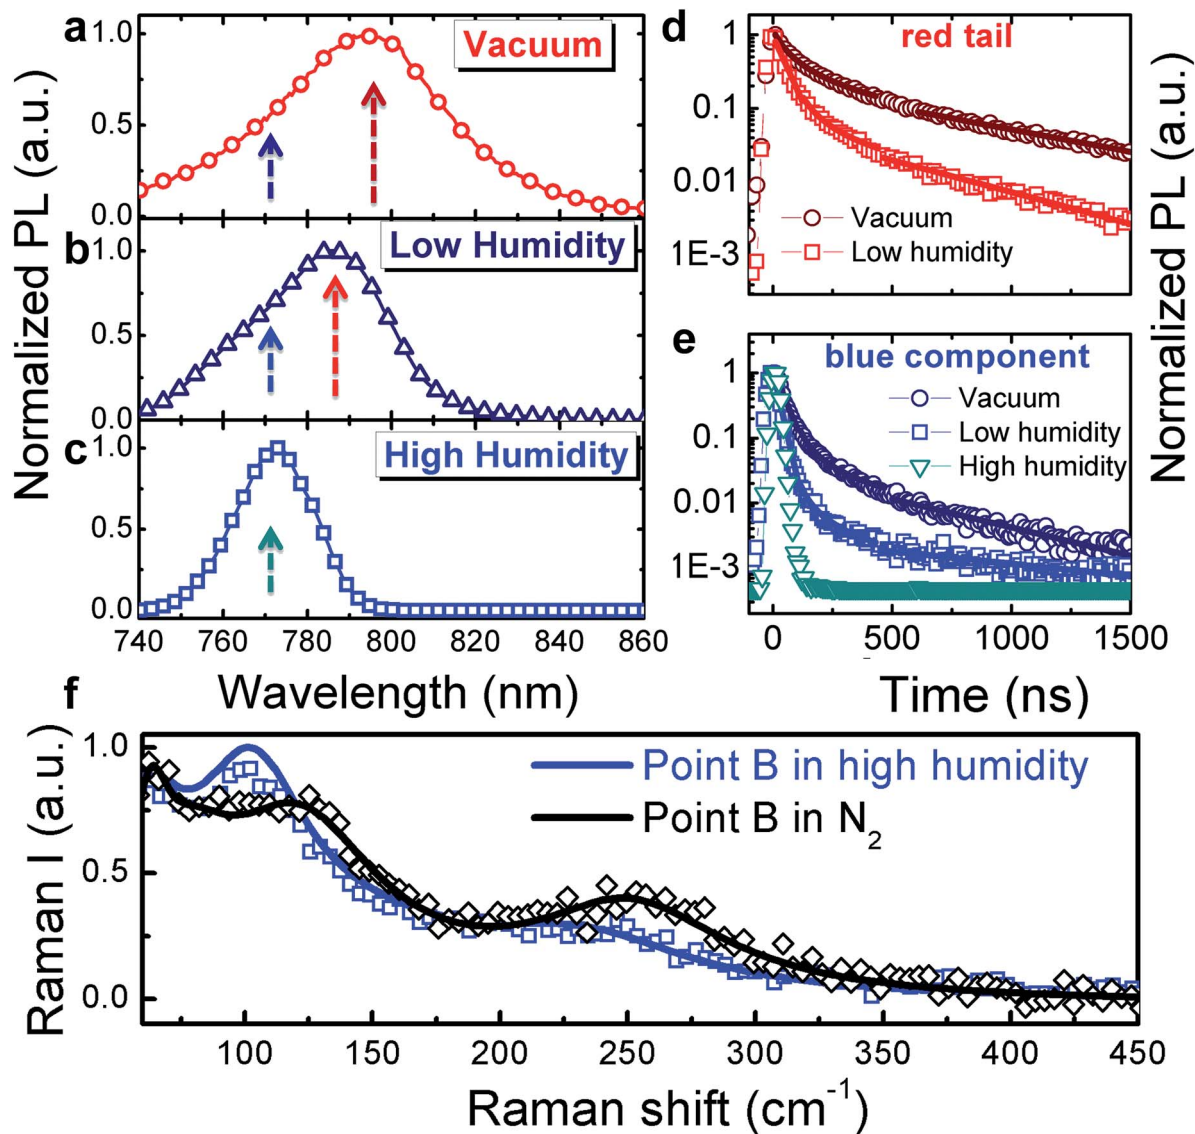 a
Vacuum
1.0
0.5
0.0
b
Low Humidity
1.0
0.5
0.0
c
High Humidity
1.0
0.5
0.0
740 760 780 800 820 840 860
Wavelength (nm)
Normalized PL (a.u.)
d
red tail
1
0.1
0.01
1E-3
Vacuum
Low humidity
e
blue component
1
0.1
0.01
1E-3
Vacuum
Low humidity
High humidity
0 500 1000 1500
Time (ns)
Normalized PL (a.u.)
f
Point B in high humidity
Point B in N2
1.0
0.5
0.0
Raman I (a.u.)
100 150 200 250 300 350 400 450
Raman shift (cm-1)